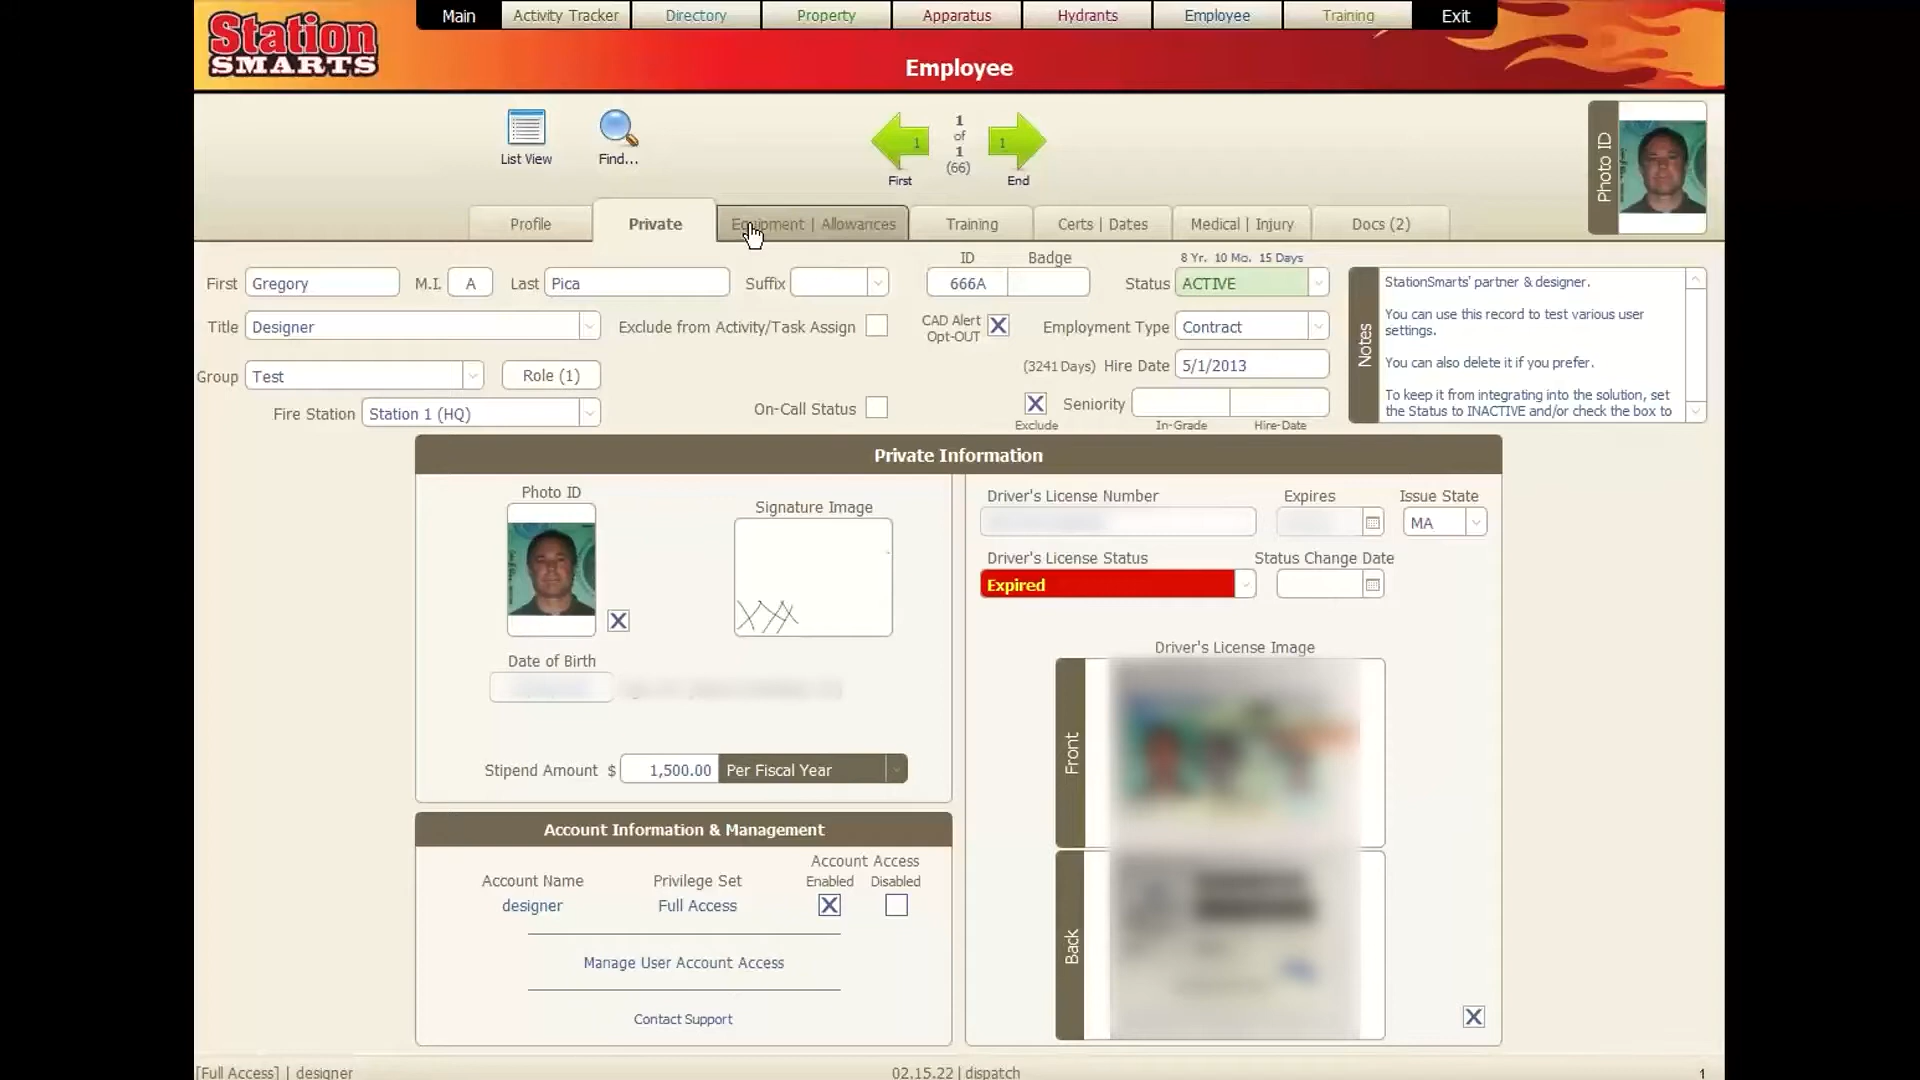 Station
SMARTS
Main Activity Tracker Directory Property Apparatus Hydrants Employee Training Exit
Employee
List View
Find...
1
First
1
of
1
(66)
1
End
Photo ID
Profile Private Equipment | Allowances Training Certs | Dates Medical | Injury Docs (2)
ID Badge 8 Yr. 10 Mo. 15 Days
First Gregory M.I. A Last Pica Suffix 666A Status ACTIVE
Title Designer Exclude from Activity/Task Assign CAD Alert Opt-OUT X Employment Type Contract
(3241 Days) Hire Date 5/1/2013
Group Test Role (1)
Fire Station Station 1 (HQ) On-Call Status X Seniority
Exclude In-Grade Hire-Date
Notes
StationSmarts' partner & designer.
You can use this record to test various user
settings.
You can also delete it if you prefer.
To keep it from integrating into the solution, set
the Status to INACTIVE and/or check the box to
Private Information
Photo ID
Signature Image
X
XXX
Date of Birth
Stipend Amount $ 1,500.00 Per Fiscal Year
Driver's License Number Expires Issue State
MA
Driver's License Status Status Change Date
Expired
Driver's License Image
Front
Back
X
Account Information & Management
Account Access
Account Name Privilege Set Enabled Disabled
designer Full Access X
Manage User Account Access
Contact Support
[Full Access] | designer 02.15.22 | dispatch 1